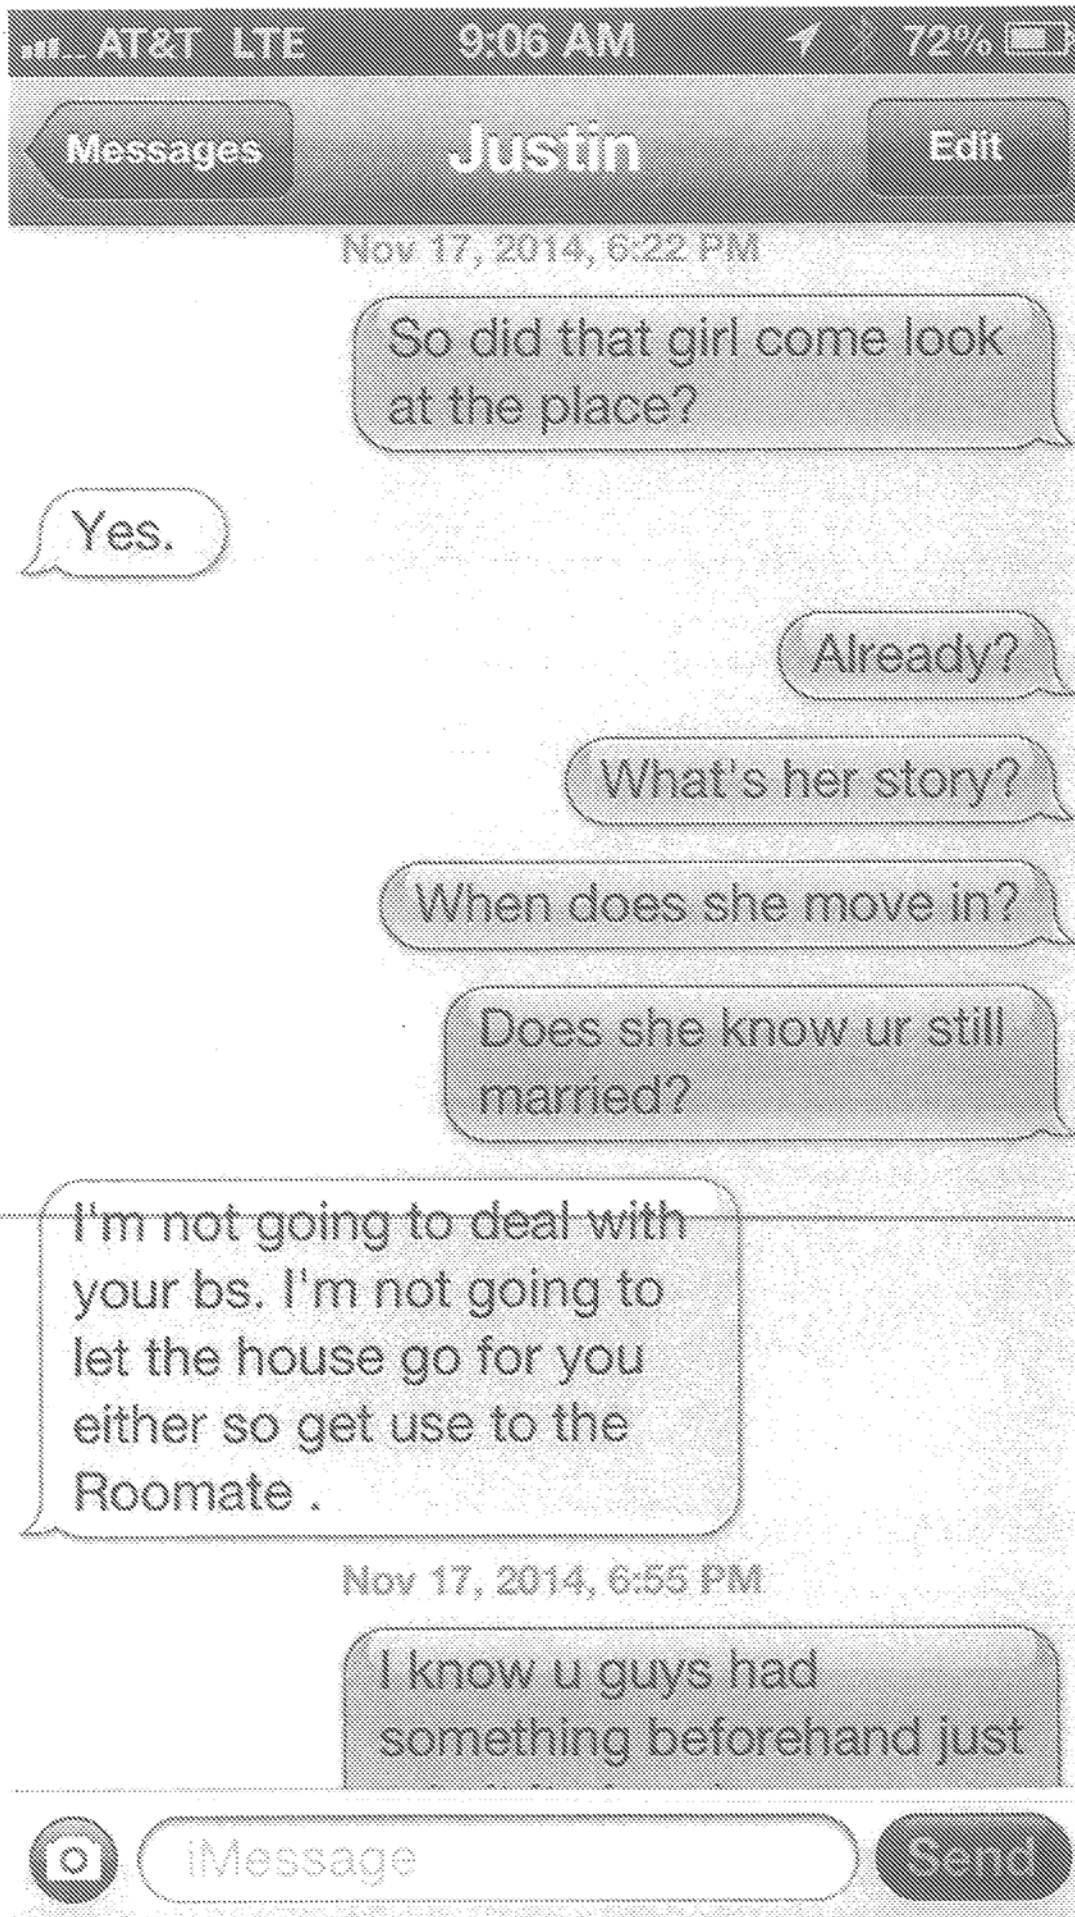 AT&T LTE 9:06 AM 72%
Messages Justin Edit
Nov 17, 2014, 6:22 PM
So did that girl come look
at the place?
Yes.
Already?
What's her story?
When does she move in?
Does she know ur still
married?
I'm not going to deal with
your bs. I'm not going to
let the house go for you
either so get use to the
Roomate .
Nov 17, 2014, 6:55 PM
I know u guys had
something beforehand just
iMessage Send